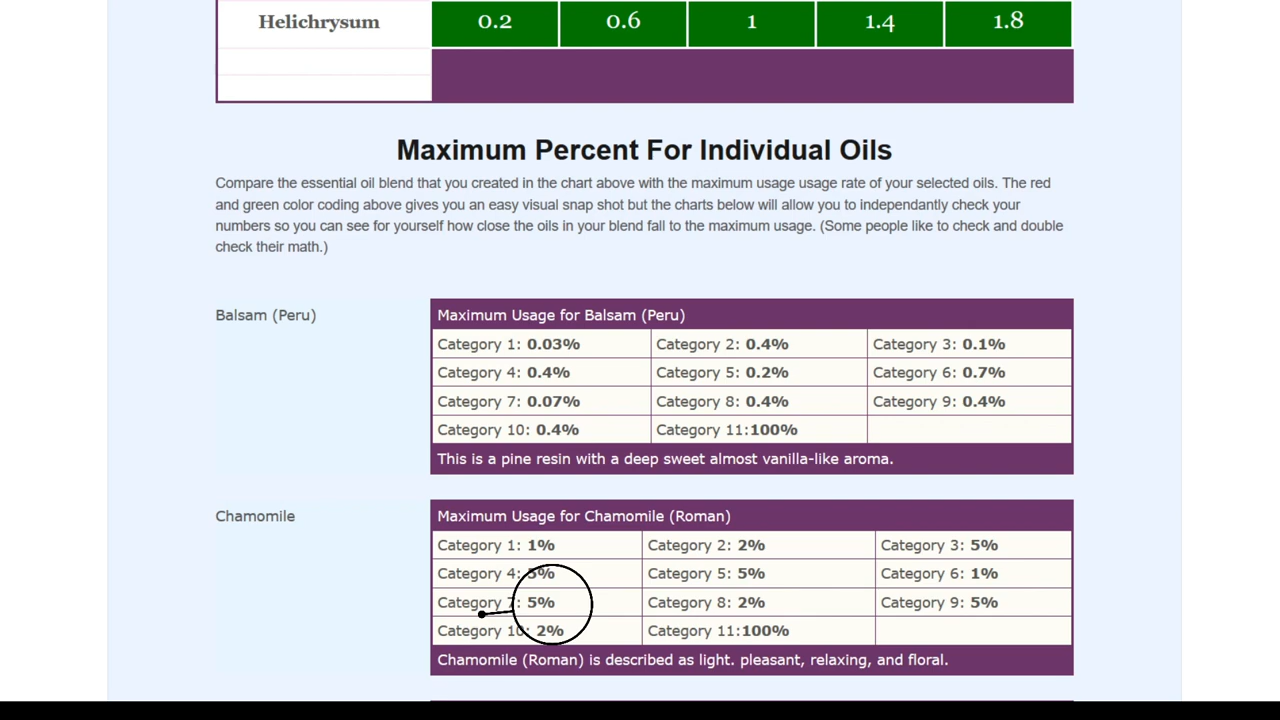 Helichrysum 0.2 0.6 1 1.4 1.8
Maximum Percent For Individual Oils
Compare the essential oil blend that you created in the chart above with the maximum usage usage rate of your selected oils. The red
and green color coding above gives you an easy visual snap shot but the charts below will allow you to independantly check your
numbers so you can see for yourself how close the oils in your blend fall to the maximum usage. (Some people like to check and double
check their math.)
Balsam (Peru)
Maximum Usage for Balsam (Peru)
Category 1: 0.03% Category 2: 0.4% Category 3: 0.1%
Category 4: 0.4% Category 5: 0.2% Category 6: 0.7%
Category 7: 0.07% Category 8: 0.4% Category 9: 0.4%
Category 10: 0.4% Category 11:100%
This is a pine resin with a deep sweet almost vanilla-like aroma.
Chamomile
Maximum Usage for Chamomile (Roman)
Category 1: 1% Category 2: 2% Category 3: 5%
Category 4: 5% Category 5: 5% Category 6: 1%
Category 7: 5% Category 8: 2% Category 9: 5%
Category 10: 2% Category 11:100%
Chamomile (Roman) is described as light. pleasant, relaxing, and floral.